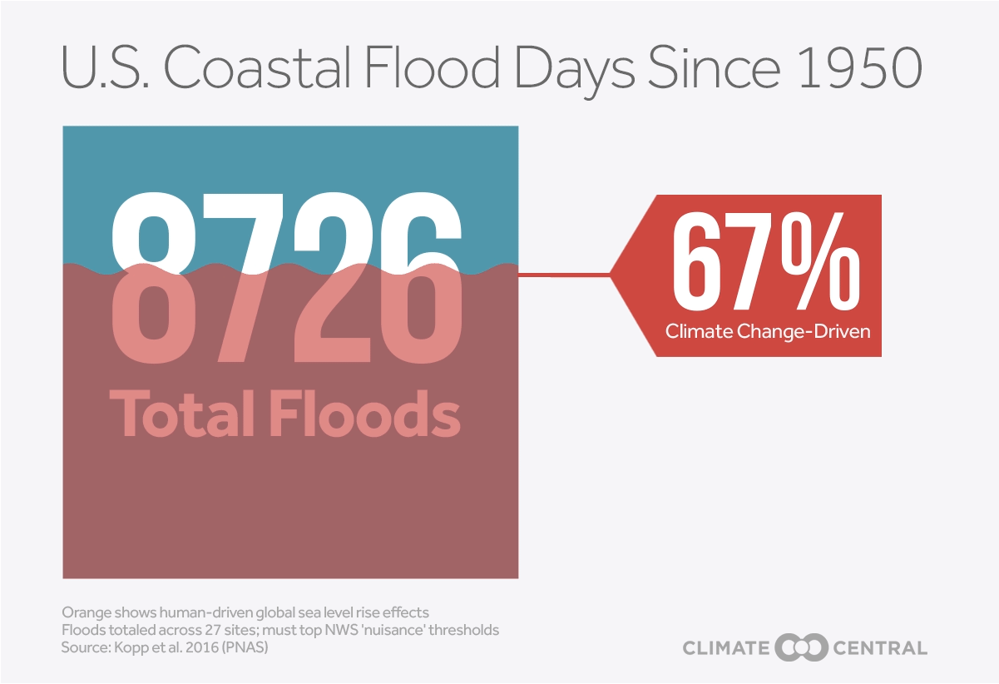 U.S. Coastal Flood Days Since 1950
8726
Total Floods
67%
Climate Change-Driven
Orange shows human-driven global sea level rise effects
Floods totaled across 27 sites; must top NWS 'nuisance' thresholds
Source: Kopp et al. 2016 (PNAS)
CLIMATE CENTRAL